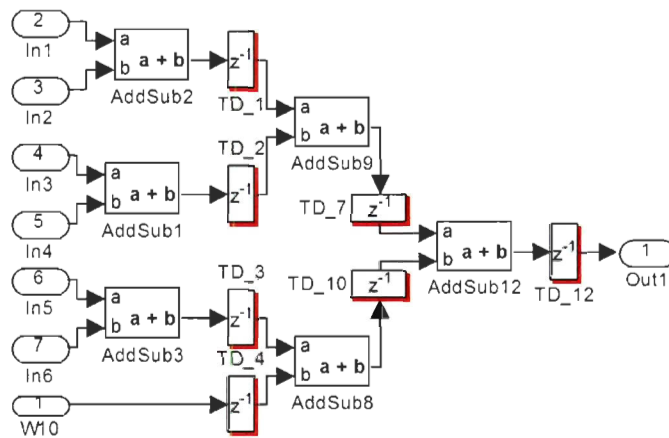 2
In1
3
In2
a
b
a + b
AddSub2
z-1
TD_1
4
In3
5
In4
a
b
a + b
AddSub1
TD_2
z-1
a
b
a + b
AddSub9
TD_7
z-1
6
In5
7
In6
a
b
a + b
AddSub3
TD_3
z-1
TD_4
z-1
1
W10
a
b
a + b
AddSub8
TD_10
z-1
a
b
a + b
AddSub12
z-1
TD_12
1
Out1